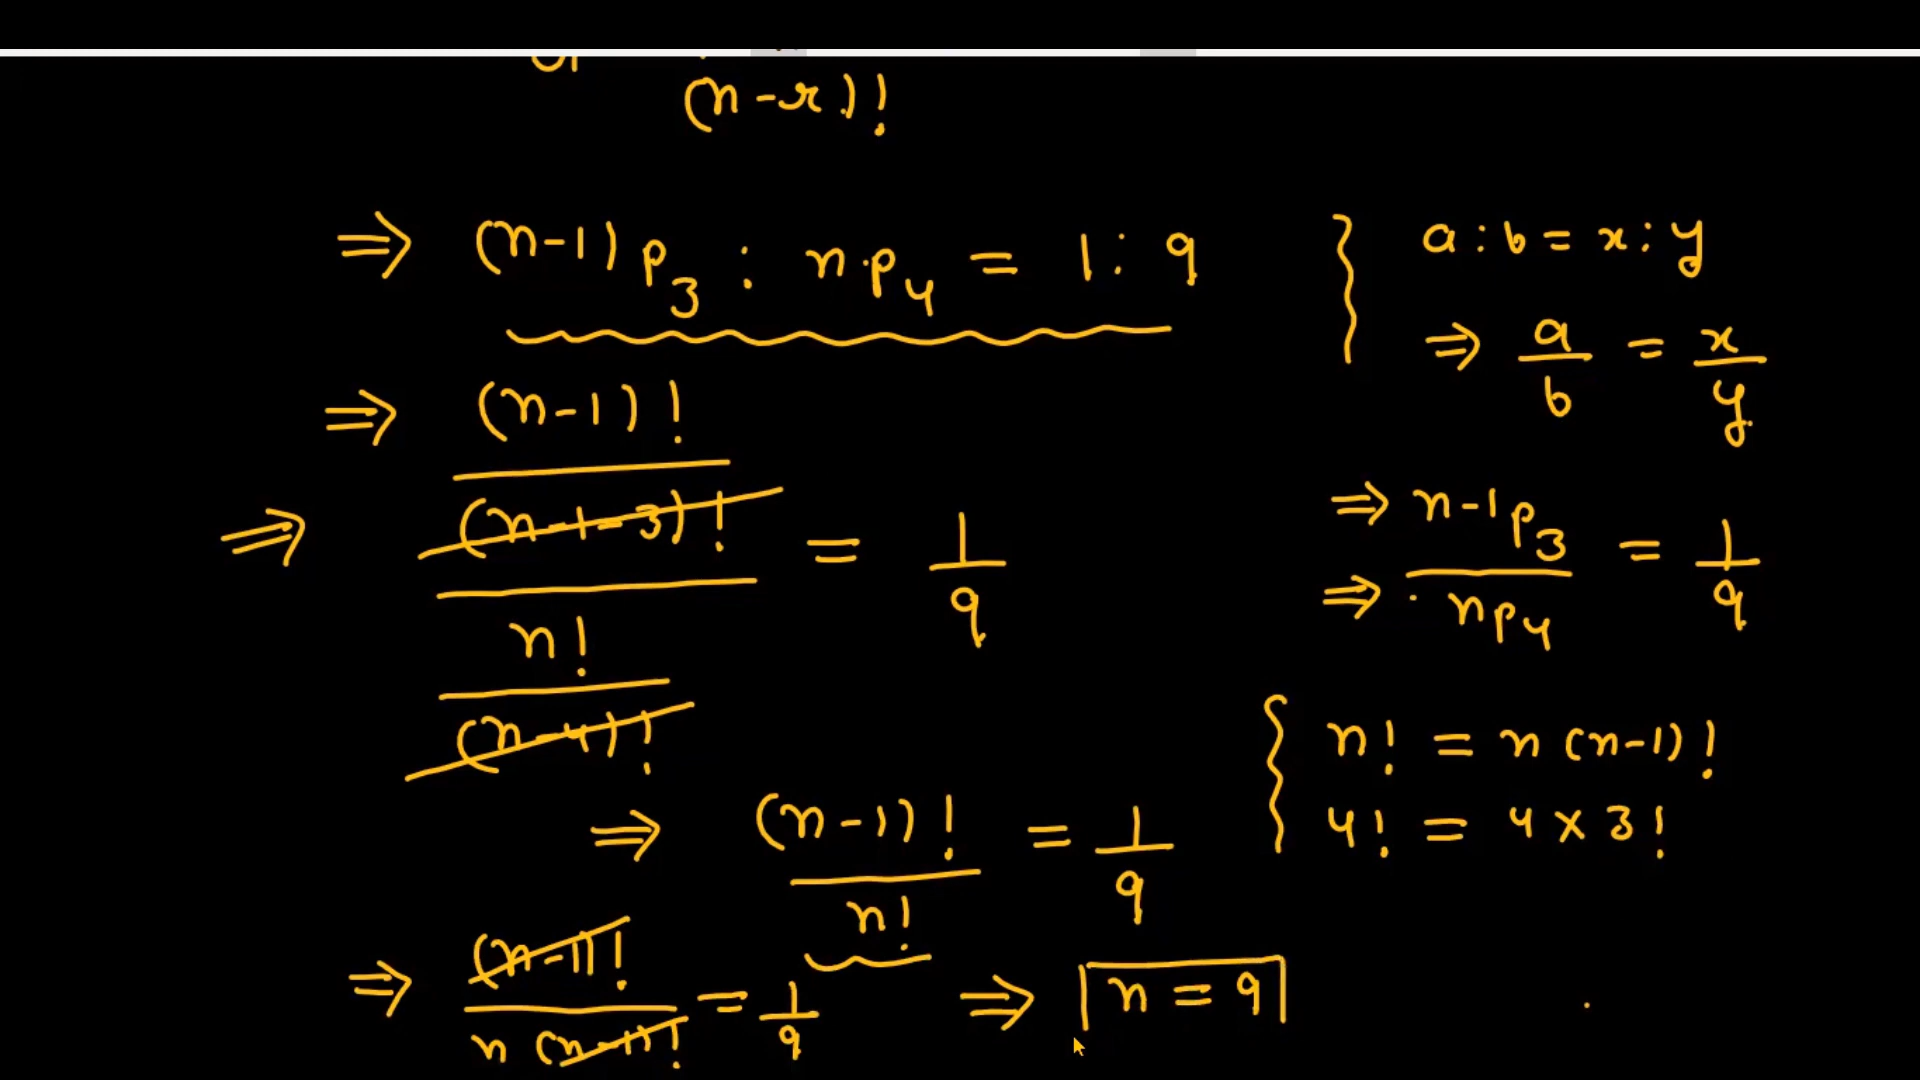 (n-r)!
⇒ (n-1)p3 : n.p4 = 1:9
a:b = x:y
⇒ a/b = x/y
⇒ (n-1)!
⇒ (n-1-3)! = 1/9
n!
(n-4)!
⇒ n-1p3 = 1
⇒ np4 9
n! = n(n-1)!
4! = 4×3!
⇒ (n-1)!/n! = 1/9
⇒ (n-1)!/n(n-1)! = 1/9 ⇒ n=9